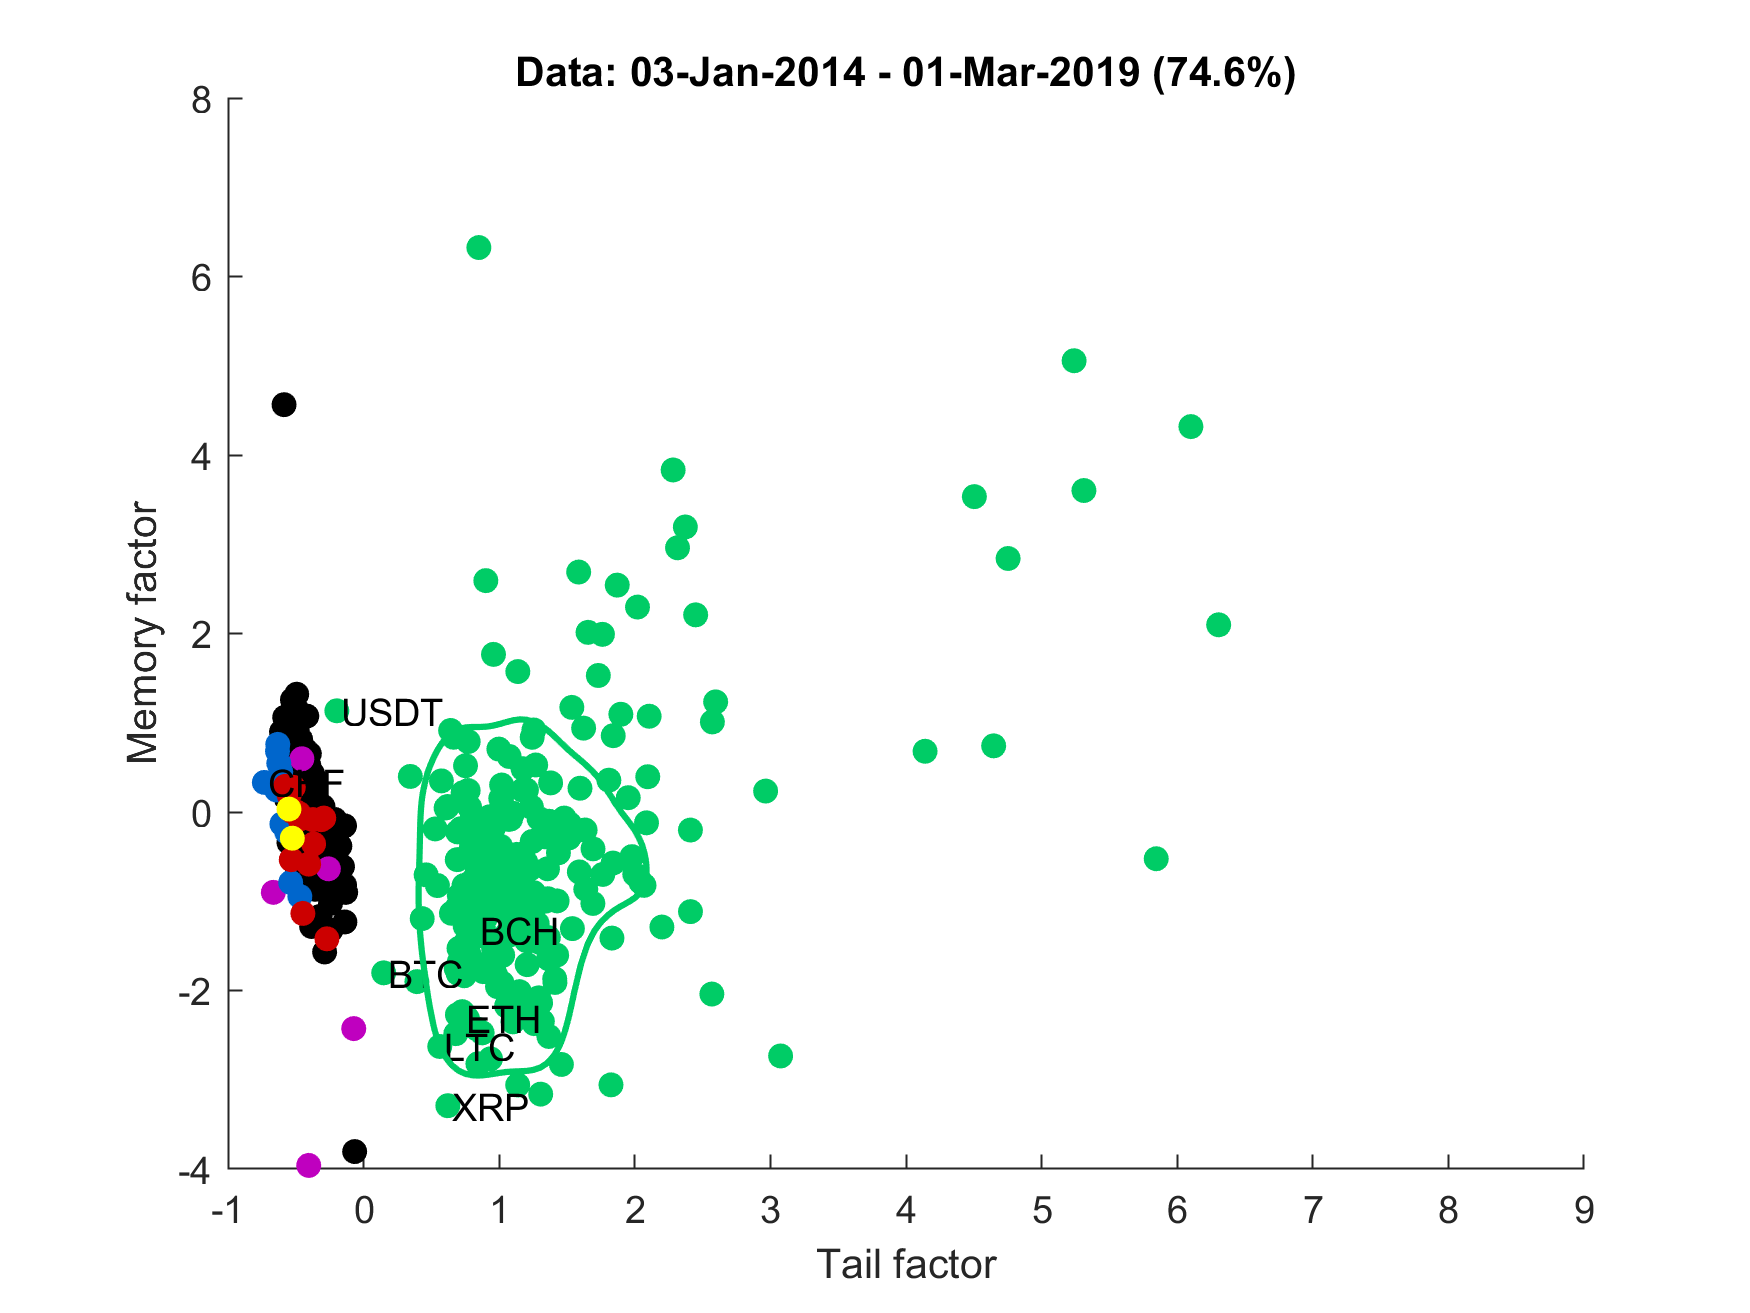 Data: 03-Jan-2014 - 01-Mar-2019 (74.6%)
8
6
4
2
0
-2
-4
Memory factor
USDT
CHF
BCH
BTC
ETH
LTC
XRP
-1 0 1 2 3 4 5 6 7 8 9
Tail factor